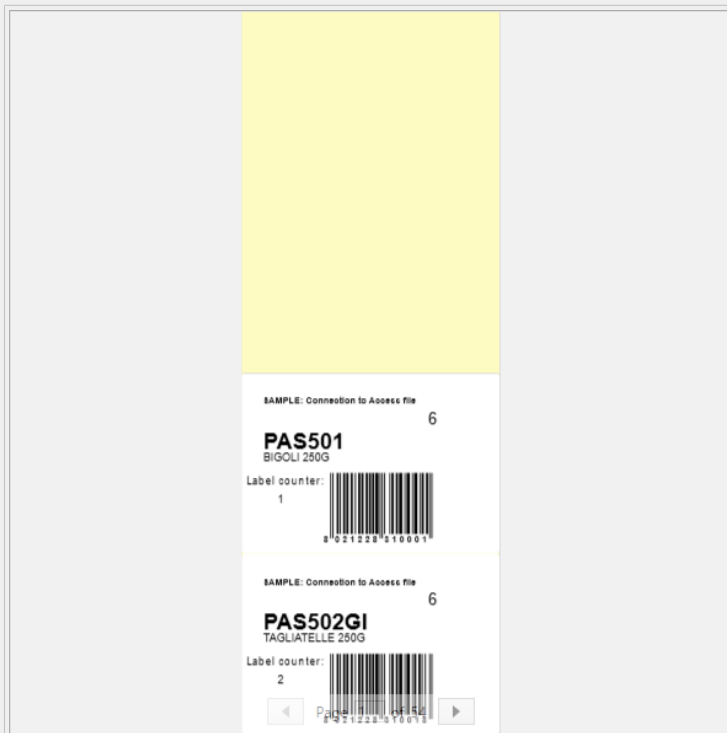 SAMPLE: Connection to Access file
6
PAS501
BIGOLI 250G
Label counter:
1
8 021228 310001
SAMPLE: Connection to Access file
6
PAS502GI
TAGLIATELLE 250G
Label counter:
2
Page 1 of 54